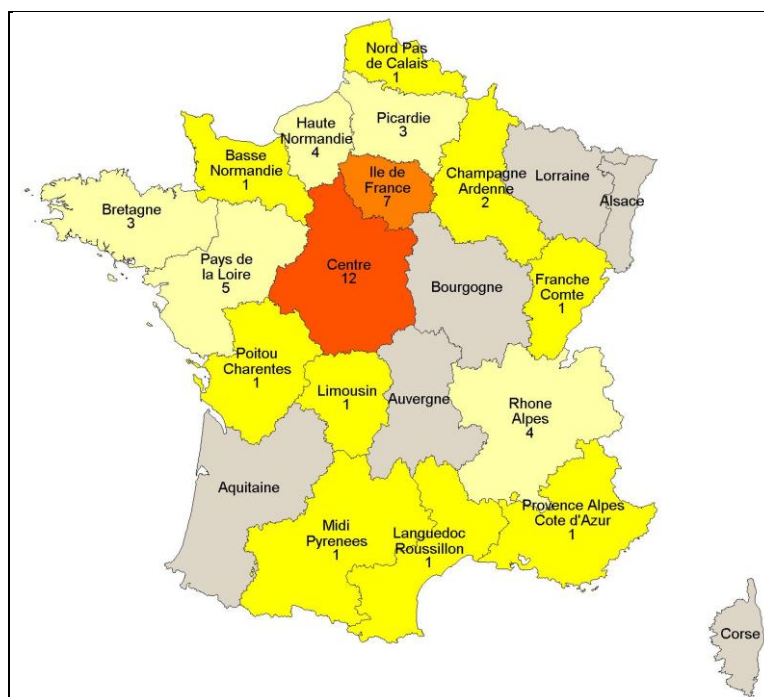 Nord Pas
de Calais
1
Picardie
3
Haute
Normandie
4
Basse
Normandie
1
Ile de
France
7
Champagne
Ardenne
2
Lorraine
Alsace
Bretagne
3
Pays de
la Loire
5
Centre
12
Bourgogne
Franche
Comte
1
Poitou
Charentes
1
Limousin
1
Auvergne
Rhone
Alpes
4
Aquitaine
Midi
Pyrenees
1
Languedoc
Roussillon
1
Provence Alpes
Cote d'Azur
1
Corse